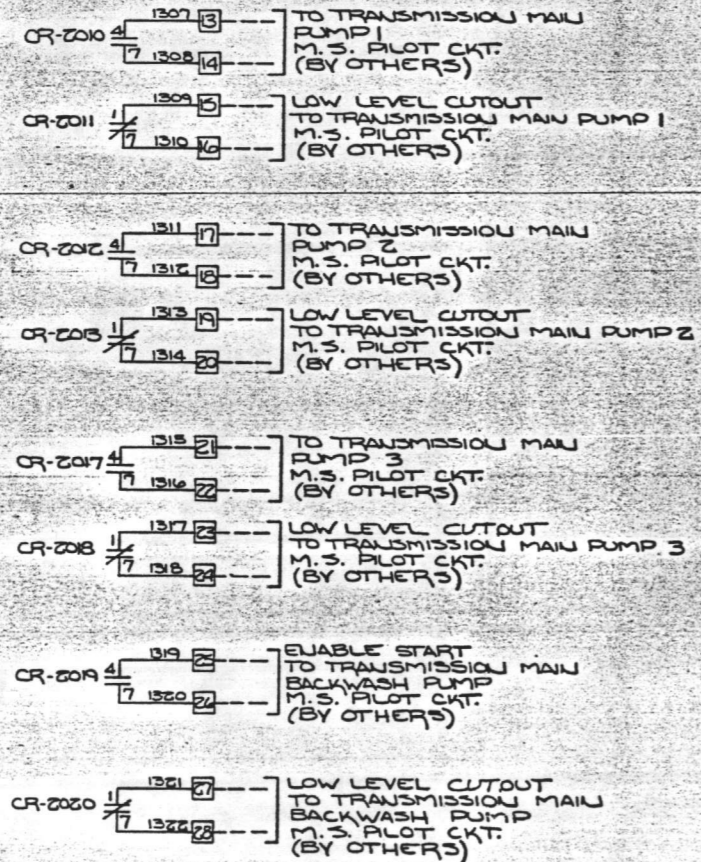 1307 13 TO TRANSMISSION MAIN
CR-2010 4 PUMP 1
7 1308 14 M.S. PILOT CKT.
(BY OTHERS)
1309 15 LOW LEVEL CUTOUT
CR-2011 1 TO TRANSMISSION MAIN PUMP 1
7 1310 16 M.S. PILOT CKT.
(BY OTHERS)
1311 17 TO TRANSMISSION MAIN
CR-2012 4 PUMP 2
7 1312 18 M.S. PILOT CKT.
(BY OTHERS)
1313 19 LOW LEVEL CUTOUT
CR-2013 1 TO TRANSMISSION MAIN PUMP 2
7 1314 20 M.S. PILOT CKT.
(BY OTHERS)
1315 21 TO TRANSMISSION MAIN
CR-2017 4 PUMP 3
7 1316 22 M.S. PILOT CKT.
(BY OTHERS)
1317 23 LOW LEVEL CUTOUT
CR-2018 1 TO TRANSMISSION MAIN PUMP 3
7 1318 24 M.S. PILOT CKT.
(BY OTHERS)
1319 25 ENABLE START
CR-2019 4 TO TRANSMISSION MAIN
BACKWASH PUMP
7 1320 26 M.S. PILOT CKT.
(BY OTHERS)
1321 27 LOW LEVEL CUTOUT
CR-2020 1 TO TRANSMISSION MAIN
BACKWASH PUMP
7 1322 28 M.S. PILOT CKT.
(BY OTHERS)